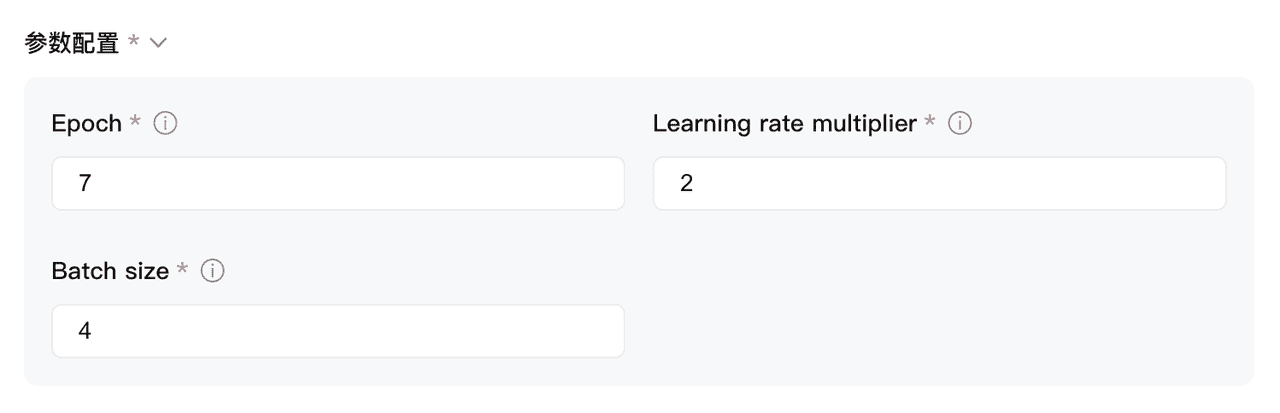 参数配置 *
Epoch *
Learning rate multiplier *
7
2
Batch size *
4